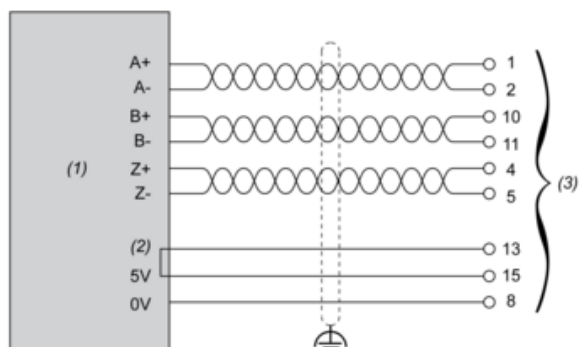 A+ 1
A- 2
B+ 10
B- 11
(1) Z+ 4 (3)
Z- 5
(2) 13
5V 15
0V 8